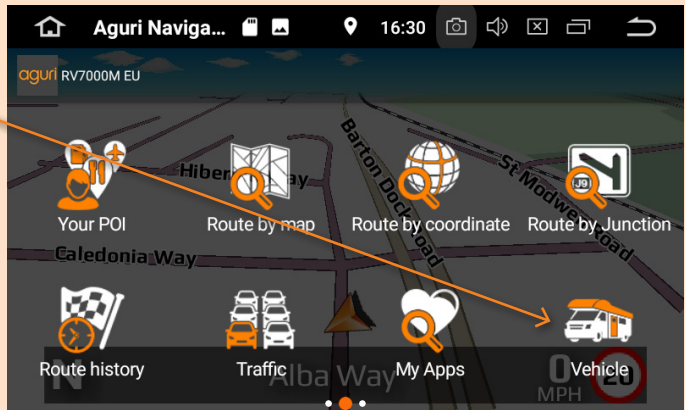 Aguri Naviga... 16:30
aguri RV7000M EU
Barton Dock Road
St Modwen Road
J9
Your POI
Route by map
Route by coordinate
Route by Junction
Caledonia Way
Route history
Traffic
My Apps
Vehicle
N
Alba Way
0
MPH
20